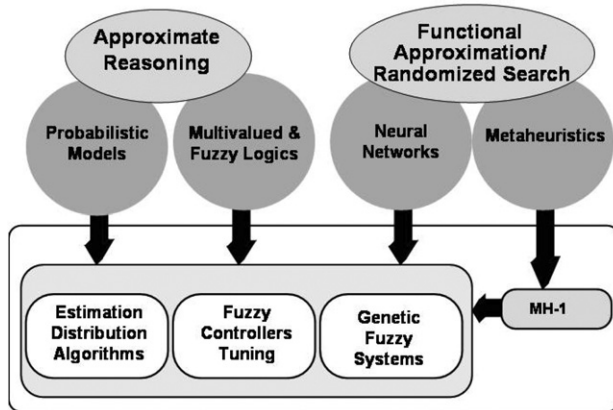 Approximate
Reasoning
Functional
Approximation/
Randomized Search
Probabilistic
Models
Multivalued &
Fuzzy Logics
Neural
Networks
Metaheuristics
Estimation
Distribution
Algorithms
Fuzzy
Controllers
Tuning
Genetic
Fuzzy
Systems
MH-1